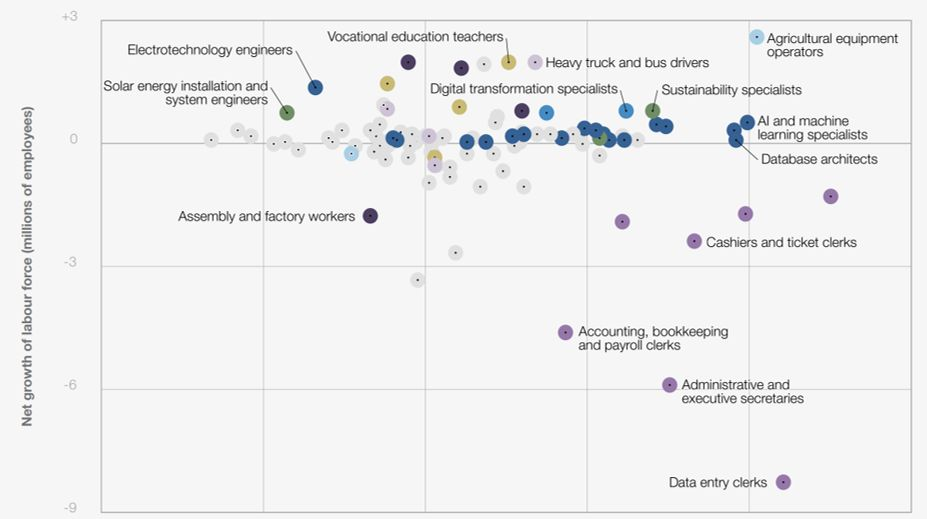 +3
Vocational education teachers
Agricultural equipment
operators
Electrotechnology engineers
Heavy truck and bus drivers
Solar energy installation and
system engineers
Digital transformation specialists
Sustainability specialists
AI and machine
learning specialists
0
Database architects
Net growth of labour force (millions of employees)
Assembly and factory workers
Cashiers and ticket clerks
-3
Accounting, bookkeeping
and payroll clerks
-6
Administrative and
executive secretaries
Data entry clerks
-9